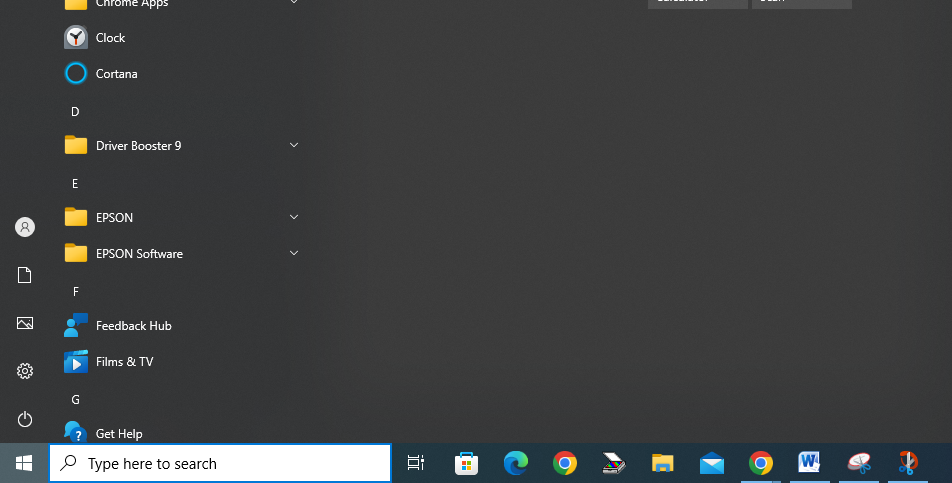 Chrome Apps
Clock
Cortana
D
Driver Booster 9
E
EPSON
EPSON Software
F
Feedback Hub
Films & TV
G
Get Help
Type here to search